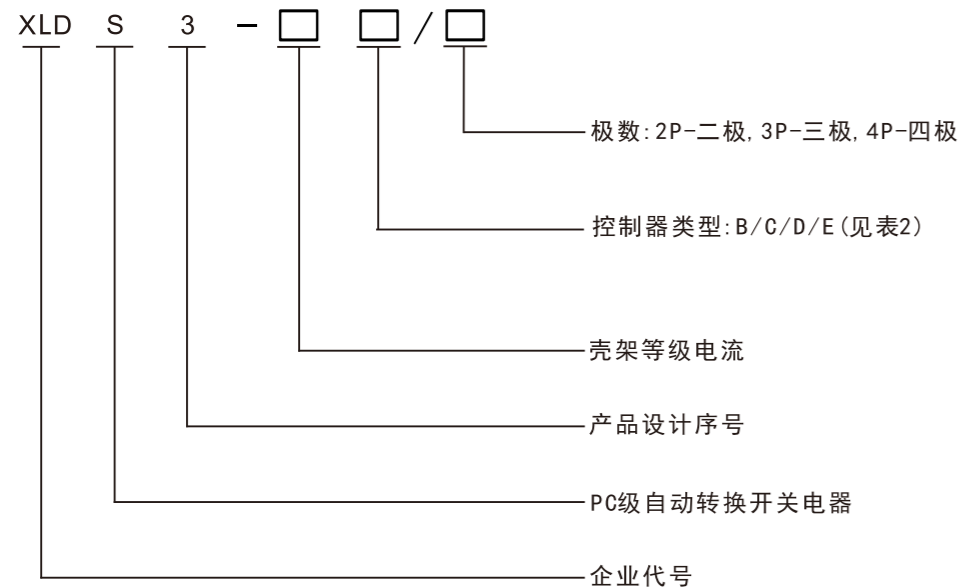 XLD S 3 - □ □ / □
极数:2P-二极,3P-三极,4P-四极
控制器类型:B/C/D/E(见表2)
壳架等级电流
产品设计序号
PC级自动转换开关电器
企业代号